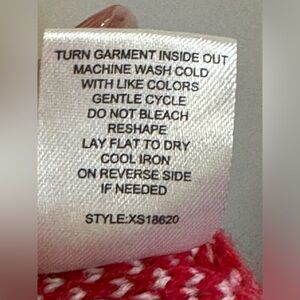 TURN GARMENT INSIDE OUT
MACHINE WASH COLD
WITH LIKE COLORS
GENTLE CYCLE
DO NOT BLEACH
RESHAPE
LAY FLAT TO DRY
COOL IRON
ON REVERSE SIDE
IF NEEDED
STYLE:XS18620